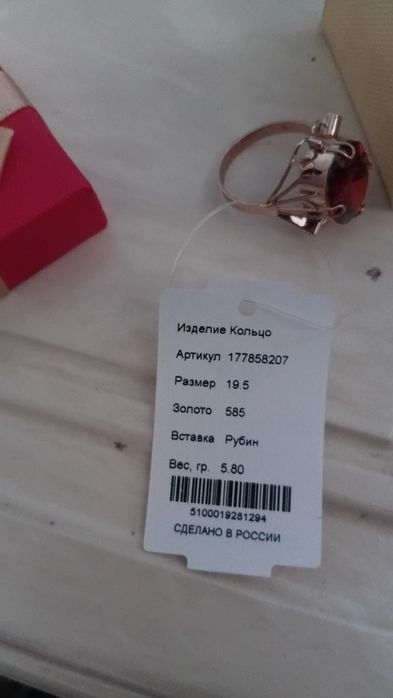 Изделие Кольцо
Артикул 177858207
Размер 19.5
Золото 585
Вставка Рубин
Вес, гр. 5.80
5100019281294
СДЕЛАНО В РОССИИ